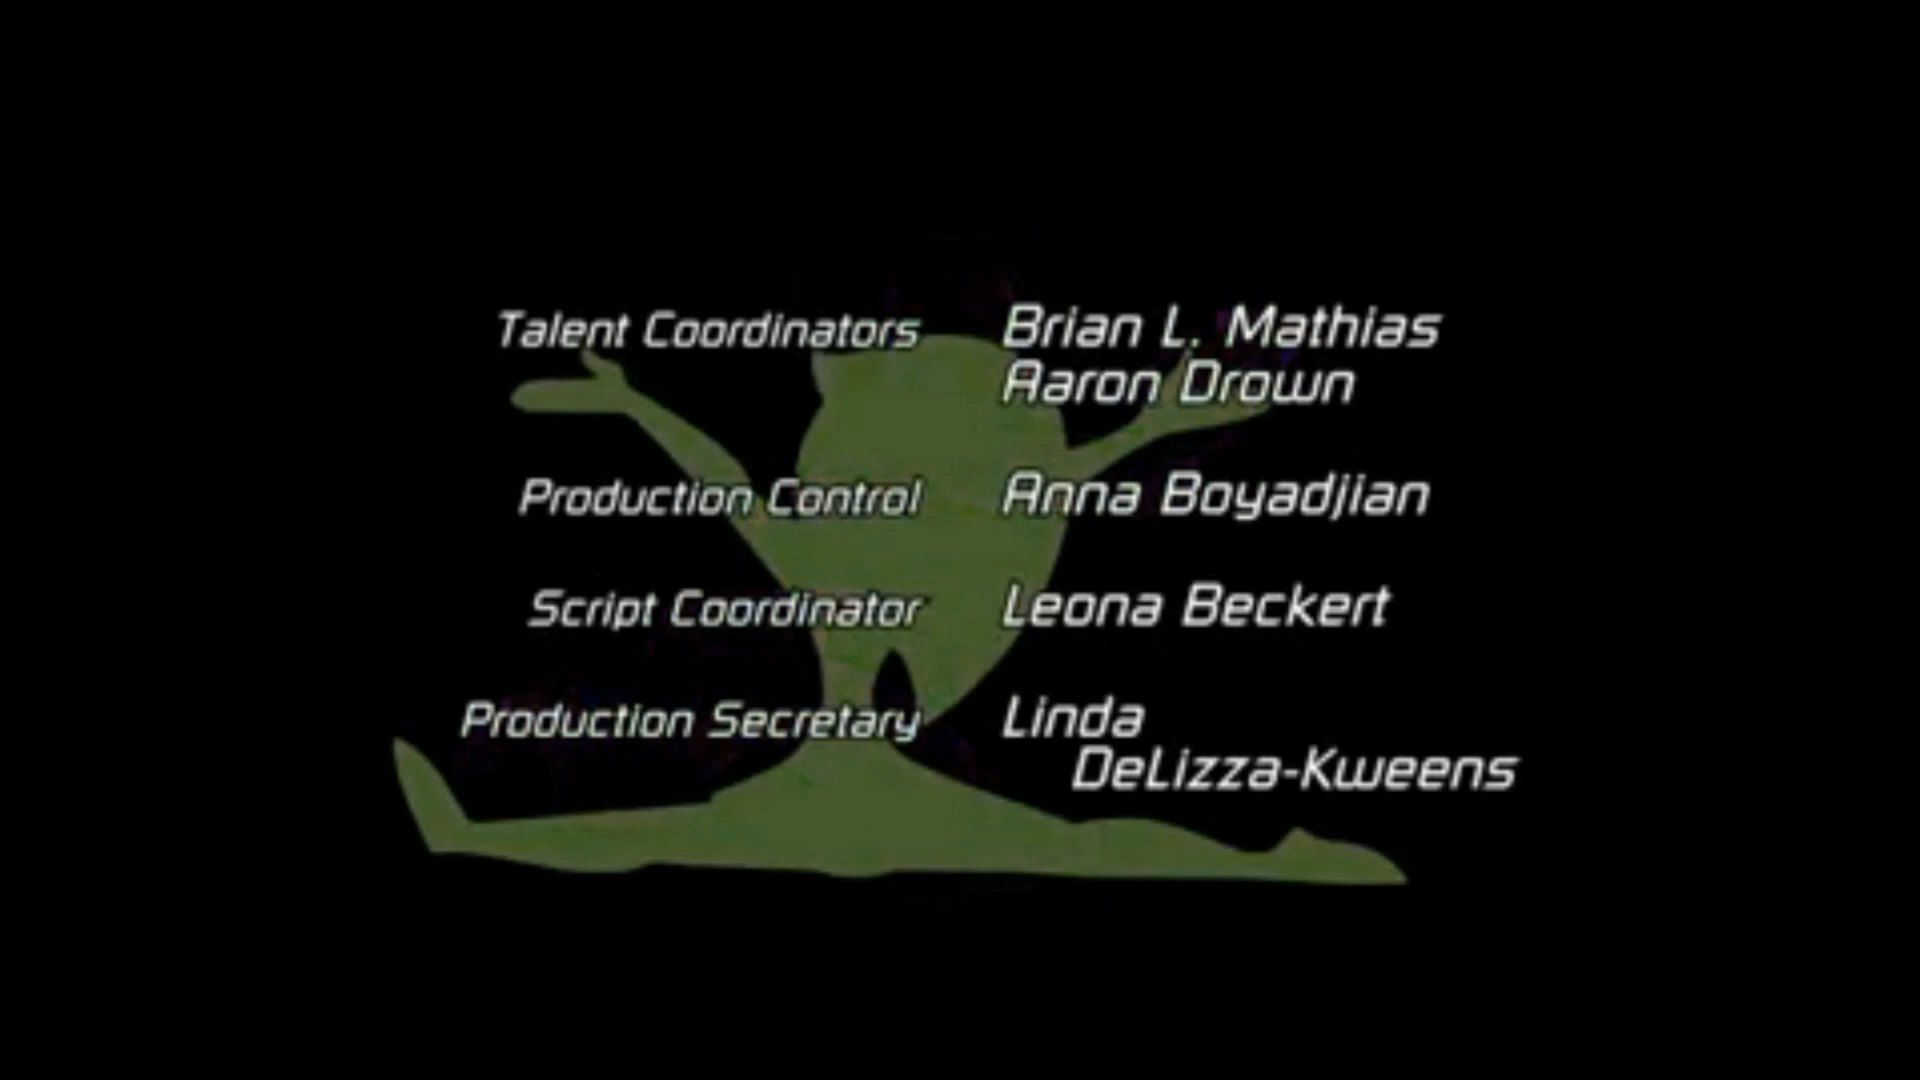 Talent Coordinators Brian L. Mathias
Aaron Drown
Production Control Anna Boyadjian
Script Coordinator Leona Beckert
Production Secretary Linda
DeLizza-Kweens